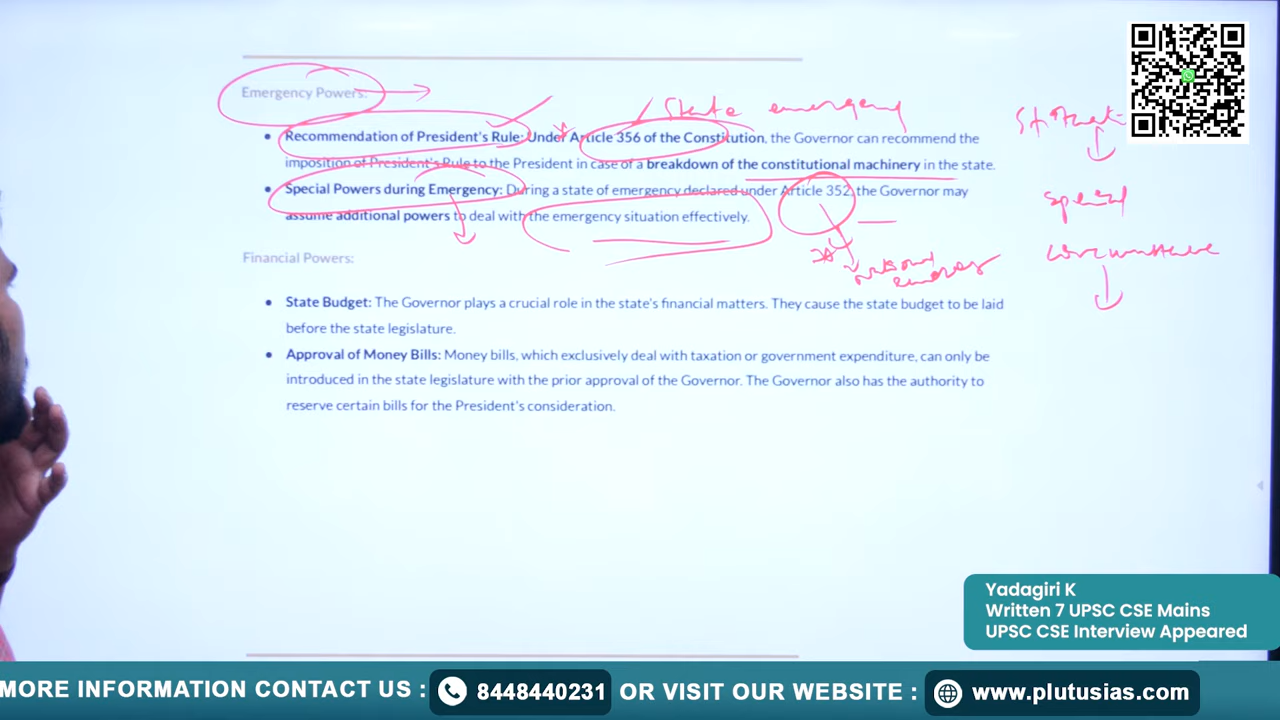 Emergency Powers:
State emergency
Recommendation of President's Rule: Under Article 356 of the Constitution, the Governor can recommend the
imposition of President's Rule to the President in case of a breakdown of the constitutional machinery in the state.
Special Powers during Emergency: During a state of emergency declared under Article 352, the Governor may
assume additional powers to deal with the emergency situation effectively.
special
circumstance
national
emergency
Financial Powers:
State Budget: The Governor plays a crucial role in the state's financial matters. They cause the state budget to be laid
before the state legislature.
Approval of Money Bills: Money bills, which exclusively deal with taxation or government expenditure, can only be
introduced in the state legislature with the prior approval of the Governor. The Governor also has the authority to
reserve certain bills for the President's consideration.
Yadagiri K
Written 7 UPSC CSE Mains
UPSC CSE Interview Appeared
MORE INFORMATION CONTACT US : 8448440231 OR VISIT OUR WEBSITE : www.plutusias.com